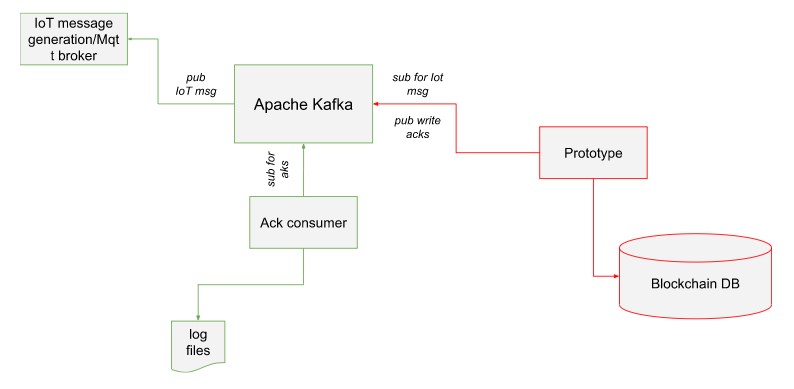 IoT message
generation/Mqt
t broker
pub
IoT msg
Apache Kafka
sub for Iot
msg
pub write
acks
Prototype
sub for
aks
Ack consumer
Blockchain DB
log
files